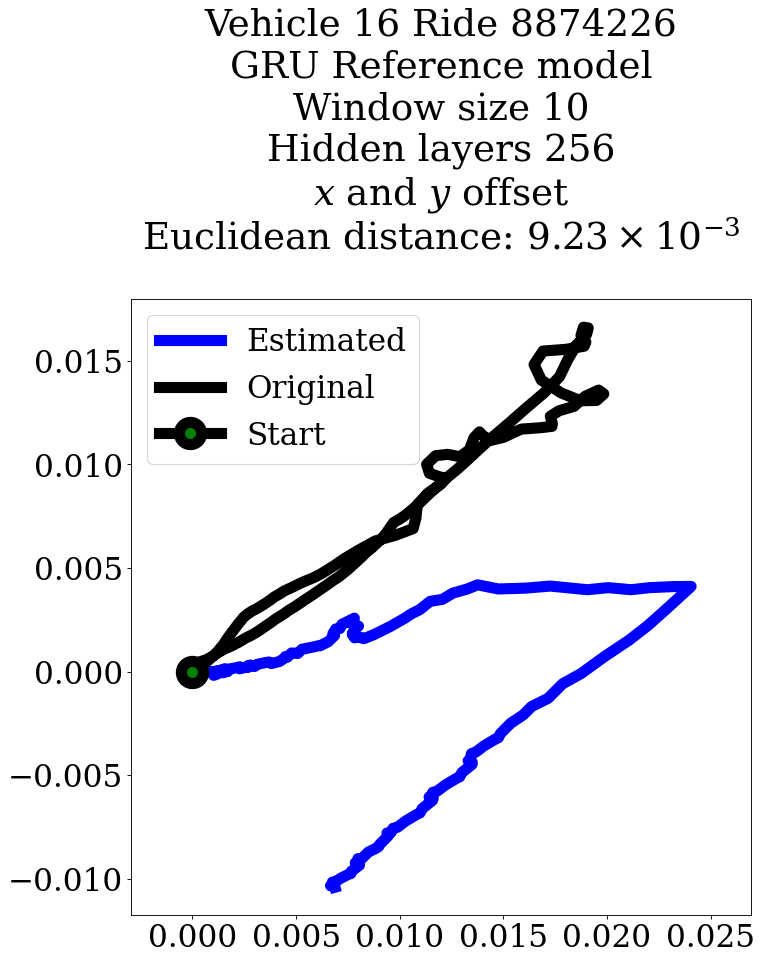 Vehicle 16 Ride 8874226
GRU Reference model
Window size 10
Hidden layers 256
x and y offset
Euclidean distance: 9.23 × 10⁻³
Estimated
Original
Start
0.015
0.010
0.005
0.000
−0.005
−0.010
0.000 0.005 0.010 0.015 0.020 0.025